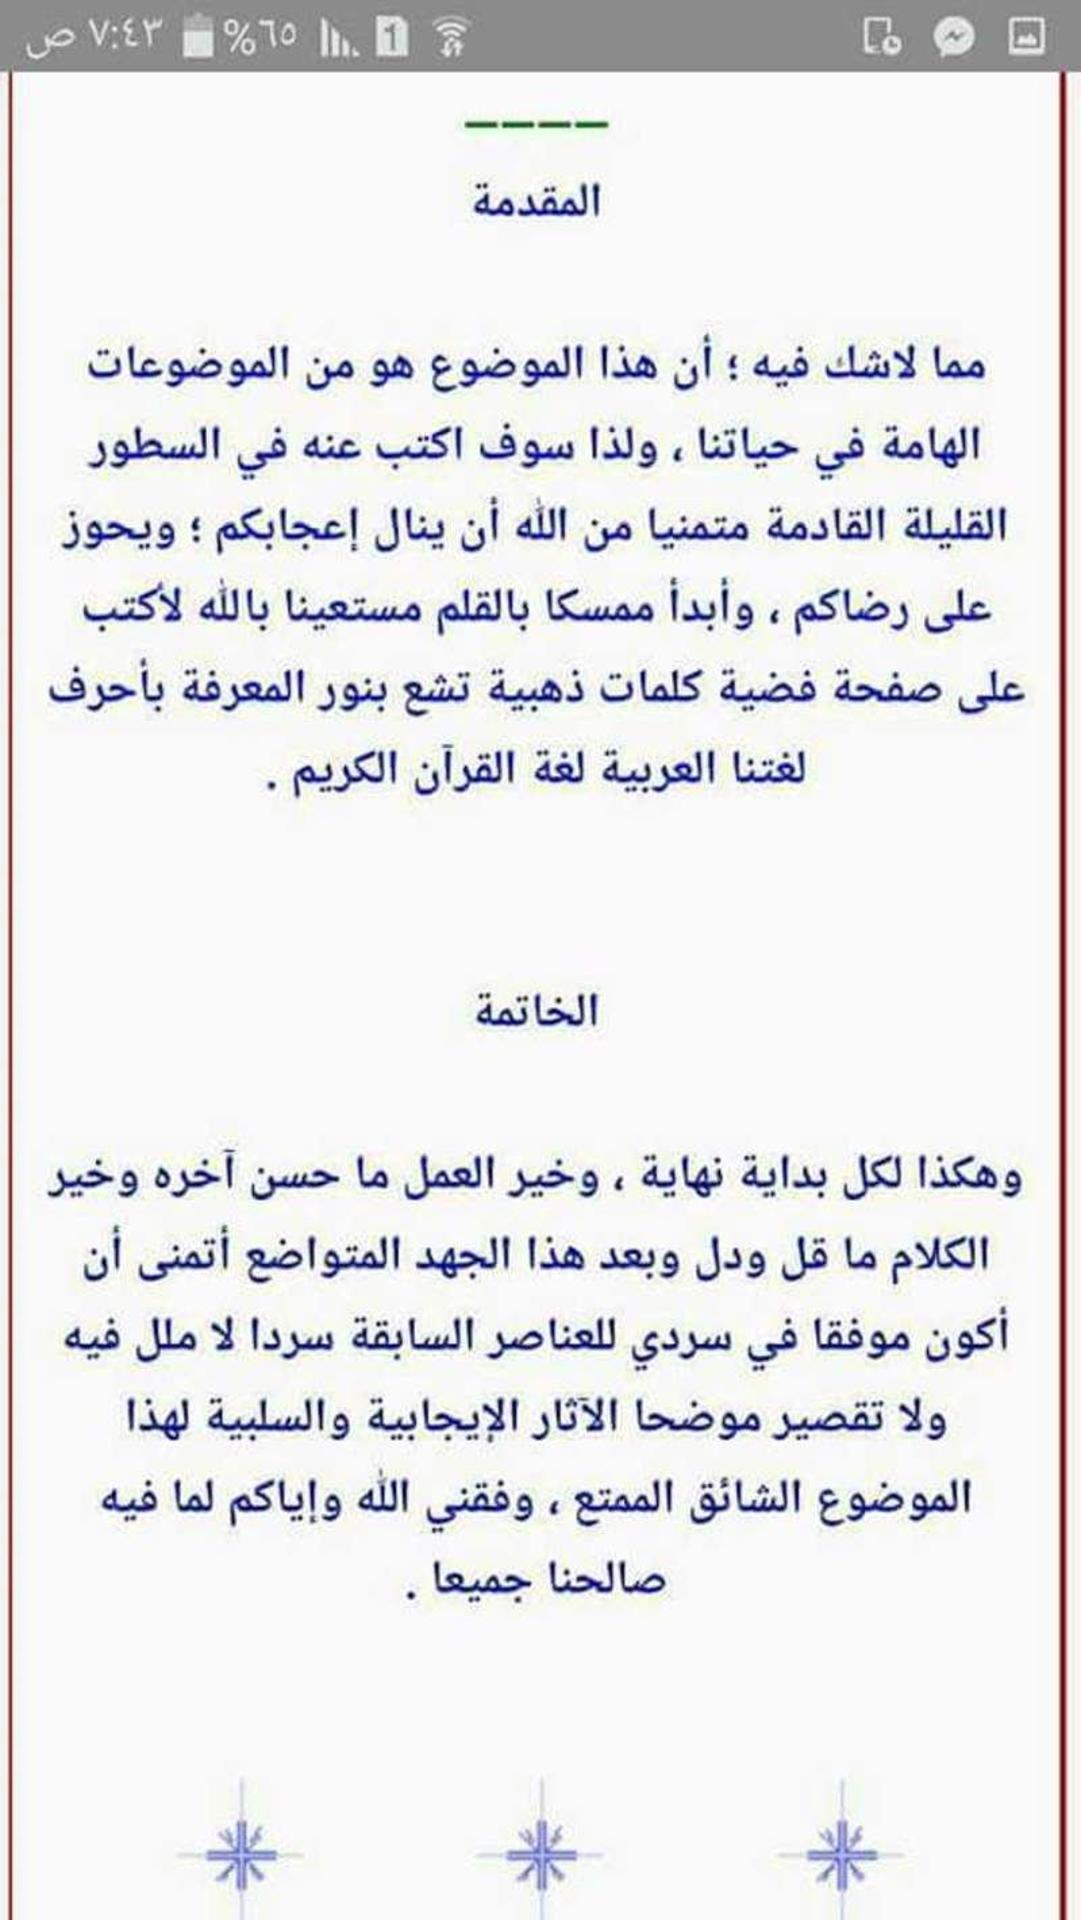 ٧:٤٣ ص %٦٥ 1
المقدمة
مما لاشك فيه ؛ أن هذا الموضوع هو من الموضوعات
الهامة في حياتنا ، ولذا سوف اكتب عنه في السطور
القليلة القادمة متمنيا من الله أن ينال إعجابكم ؛ ويحوز
على رضاكم ، وأبدأ ممسكا بالقلم مستعينا بالله لأكتب
على صفحة فضية كلمات ذهبية تشع بنور المعرفة بأحرف
لغتنا العربية لغة القرآن الكريم .
الخاتمة
وهكذا لكل بداية نهاية ، وخير العمل ما حسن آخره وخير
الكلام ما قل ودل وبعد هذا الجهد المتواضع أتمنى أن
أكون موفقا في سردي للعناصر السابقة سردا لا ملل فيه
ولا تقصير موضحا الآثار الإيجابية والسلبية لهذا
الموضوع الشائق الممتع ، وفقني الله وإياكم لما فيه
صالحنا جميعا .